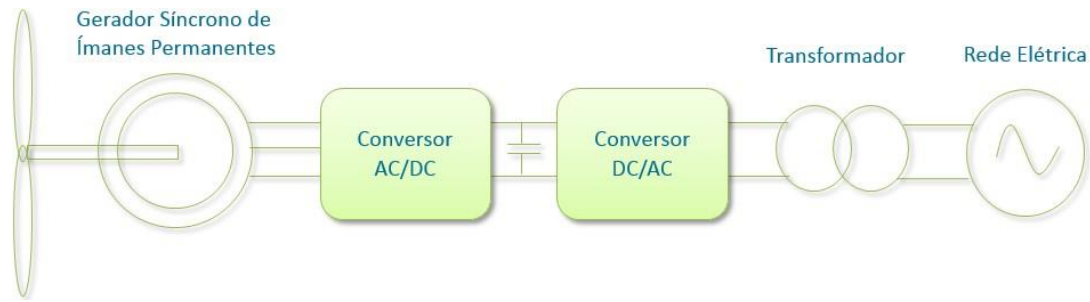 Gerador Síncrono de
Ímanes Permanentes
Transformador
Rede Elétrica
Conversor
AC/DC
Conversor
DC/AC